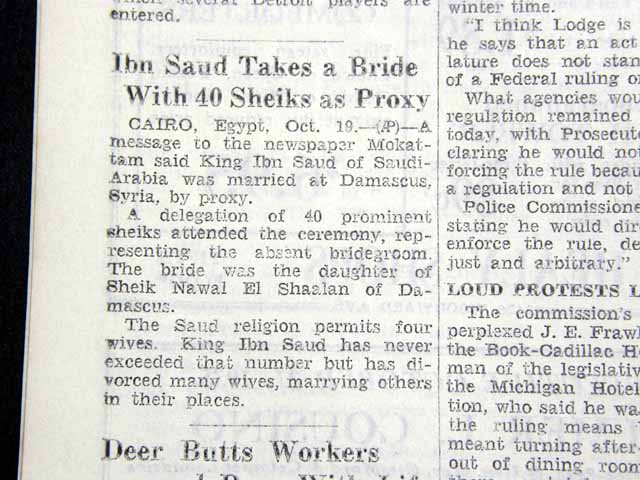 which several Detroit players are
entered.
Ibn Saud Takes a Bride
With 40 Sheiks as Proxy
CAIRO, Egypt, Oct. 19.—(AP)—A
message to the newspaper Mokat-
tam said King Ibn Saud of Saudi-
Arabia was married at Damascus,
Syria, by proxy.
A delegation of 40 prominent
sheiks attended the ceremony, rep-
resenting the absent bridegroom.
The bride was the daughter of
Sheik Nawal El Shaalan of Da-
mascus.
The Saud religion permits four
wives. King Ibn Saud has never
exceeded that number but has di-
vorced many wives, marrying others
in their places.
Deer Butts Workers
winter time.
"I think Lodge is
he says that an act
lature does not stan
of a Federal ruling o
What agencies wou
regulation remained
today, with Prosecut
claring he would not
forcing the rule becau
a regulation and not
Police Commissione
stating he would dir
enforce the rule, de
just and arbitrary."
LOUD PROTESTS L
The commission's
perplexed J. E. Frawl
the Book-Cadillac H
man of the legislativ
the Michigan Hotel
tion, who said he wa
the ruling means
meant turning after-
out of dining room